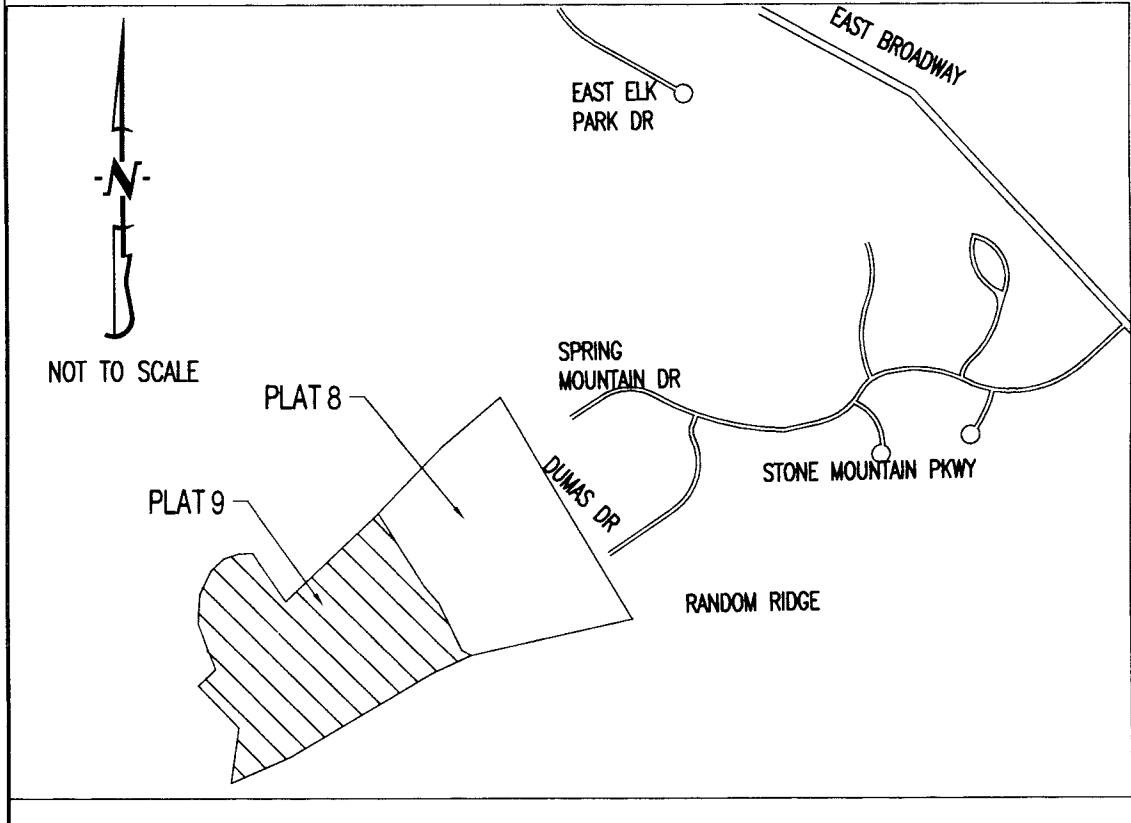 EAST BROADWAY
EAST ELK
PARK DR
-N-
NOT TO SCALE
SPRING
MOUNTAIN DR
PLAT 8
DUMAS DR
STONE MOUNTAIN PKWY
PLAT 9
RANDOM RIDGE